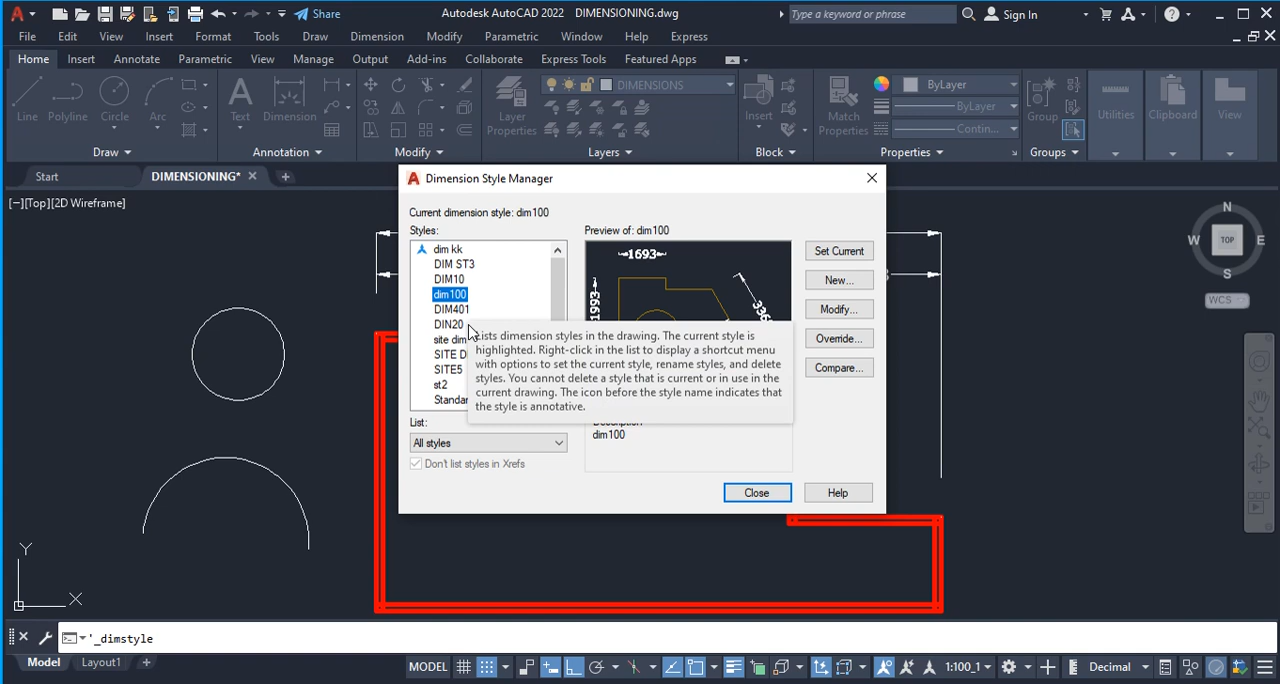 Share
Autodesk AutoCAD 2022 DIMENSIONING.dwg
Type a keyword or phrase
Sign In
File Edit View Insert Format Tools Draw Dimension Modify Parametric Window Help Express
Home Insert Annotate Parametric View Manage Output Add-ins Collaborate Express Tools Featured Apps
Line Polyline Circle Arc
Text Dimension
Layer Properties
DIMENSIONS
Insert
Match Properties
ByLayer
ByLayer
Contin...
Group
Utilities
Clipboard
View
Draw Annotation Modify Layers Block Properties Groups
Start DIMENSIONING*
[−][Top][2D Wireframe]
Dimension Style Manager
Current dimension style: dim100
Styles:
dim kk
DIM ST3
DIM10
dim100
DIM401
DIN20
site dim
SITE D
SITE5
st2
Standar
Preview of: dim100
1693
1993
336
Set Current
New...
Modify...
Override...
Compare...
Lists dimension styles in the drawing. The current style is
highlighted. Right-click in the list to display a shortcut menu
with options to set the current style, rename styles, and delete
styles. You cannot delete a style that is current or in use in the
current drawing. The icon before the style name indicates that
the style is annotative.
List:
All styles
Don't list styles in Xrefs
Description
dim100
Close Help
N
W TOP E
S
WCS
Y
X
'_dimstyle
Model Layout1
MODEL
1:100_1
Decimal